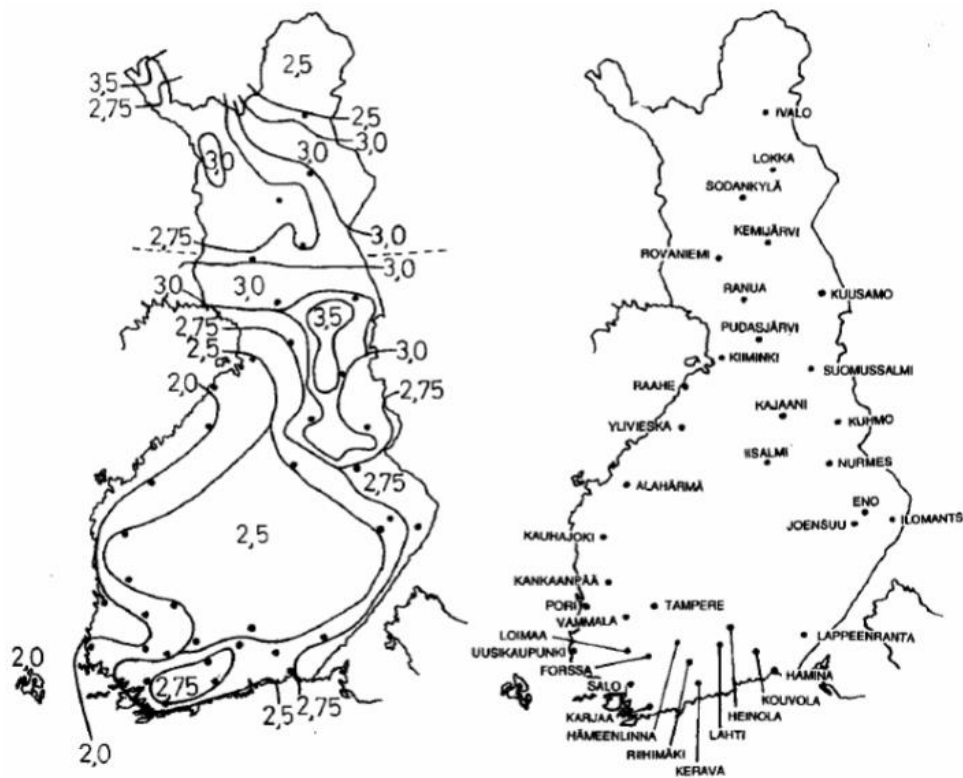 2,5
3,5
2,75
2,5
3,0
3,0
3,0
2,75
3,0
3,0
3,0
3,0
3,5
2,75
2,5
3,0
2,0
2,75
2,75
2,5
2,0
2,75
2,5
2,75
2,0
IVALO
LOKKA
SODANKYLÄ
KEMIJÄRVI
ROVANIEMI
RANUA
KUUSAMO
PUDASJÄRVI
KIIMINKI
SUOMUSSALMI
RAAHE
KAJAANI
KUHMO
YLIVIESKA
IISALMI
NURMES
ALAHÄRMÄ
ENO
ILOMANTS
JOENSUU
KAUHAJOKI
KANKAANPÄÄ
PORI
TAMPERE
VAMMALA
LOIMAA
LAPPEENRANTA
UUSIKAUPUNKI
FORSSA
HAMINA
SALO
KOUVOLA
KARJAA
HEINOLA
HÄMEENLINNA
LAHTI
RIIHIMÄKI
KERAVA